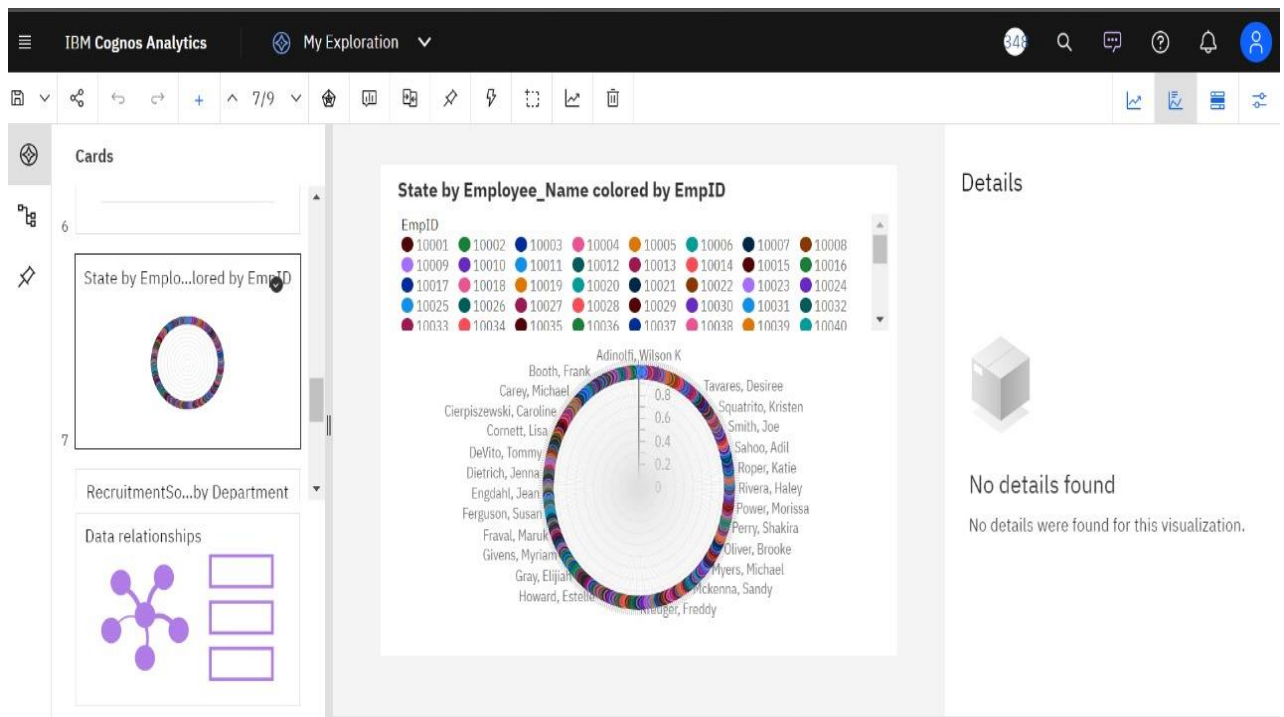 IBM Cognos Analytics
My Exploration
348
7/9
Cards
6
State by Emplo...lored by EmpID
7
RecruitmentSo...by Department
Data relationships
State by Employee_Name colored by EmpID
EmpID
10001 10002 10003 10004 10005 10006 10007 10008
10009 10010 10011 10012 10013 10014 10015 10016
10017 10018 10019 10020 10021 10022 10023 10024
10025 10026 10027 10028 10029 10030 10031 10032
10033 10034 10035 10036 10037 10038 10039 10040
Adinolfi, Wilson K
Booth, Frank
Carey, Michael
Cierpiszewski, Caroline
Cornett, Lisa
DeVito, Tommy
Dietrich, Jenna
Engdahl, Jean
Ferguson, Susan
Fraval, Maruk
Givens, Myriam
Gray, Elijiah
Howard, Estelle
Tavares, Desiree
Squatrito, Kristen
Smith, Joe
Sahoo, Adil
Roper, Katie
Rivera, Haley
Power, Morissa
Perry, Shakira
Oliver, Brooke
Myers, Michael
Mckenna, Sandy
Kreuger, Freddy
0.8
0.6
0.4
0.2
0
Details
No details found
No details were found for this visualization.